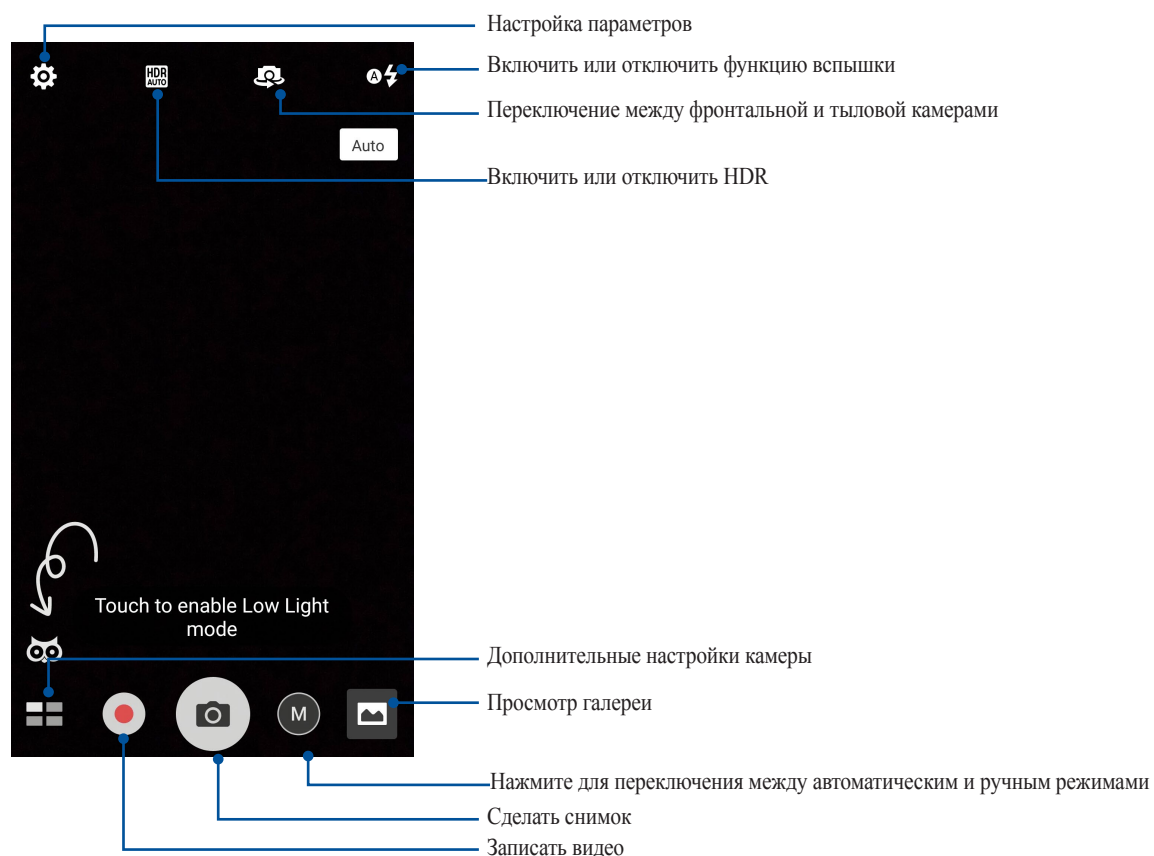 Настройка параметров
Включить или отключить функцию вспышки
HDR
AUTO
A
Переключение между фронтальной и тыловой камерами
Auto
Включить или отключить HDR
Touch to enable Low Light
mode
Дополнительные настройки камеры
Просмотр галереи
M
Нажмите для переключения между автоматическим и ручным режимами
Сделать снимок
Записать видео